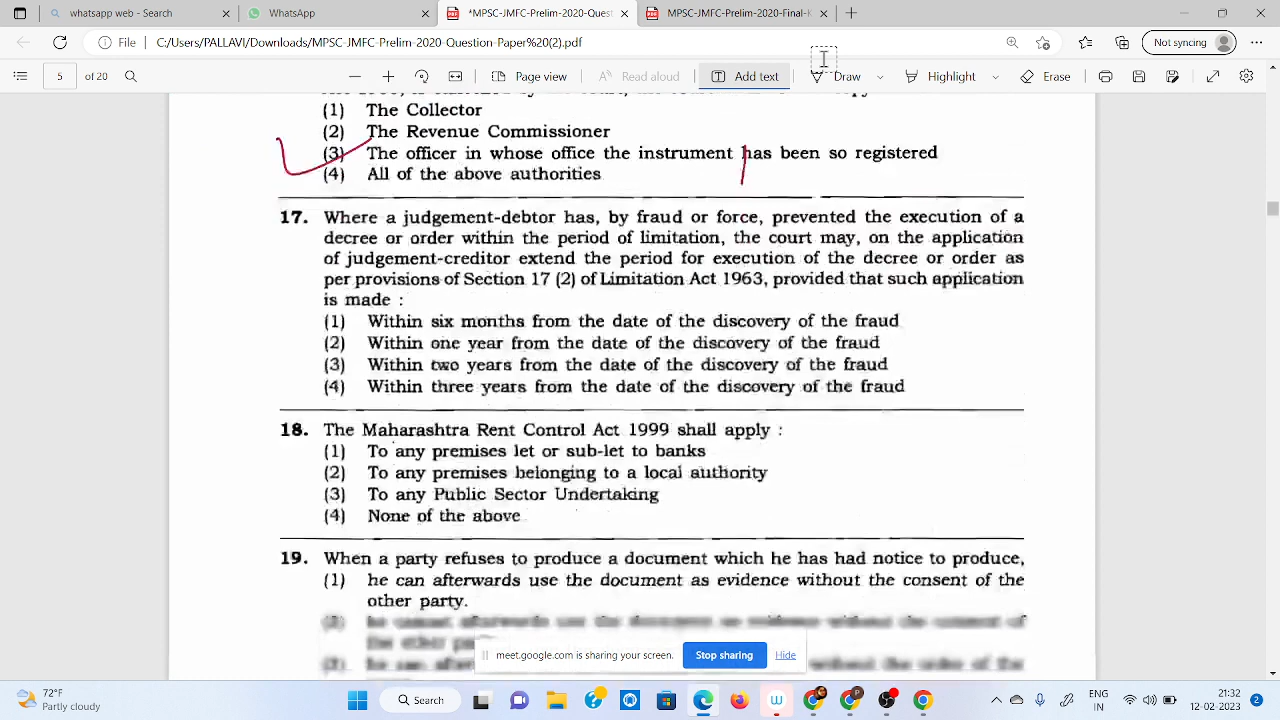 whatsapp web - Search
WhatsApp
*MPSC-JMFC-Prelim-2020-Quest
MPSC-JMFC-Prelim-2020-Final-K
File
C:/Users/PALLAVI/Downloads/MPSC-JMFC-Prelim-2020-Question-Paper%20(2).pdf
Not syncing
5 of 20
Page view
Read aloud
Add text
Draw
Highlight
Erase
(1) The Collector
(2) The Revenue Commissioner
(3) The officer in whose office the instrument has been so registered
(4) All of the above authorities
17. Where a judgement-debtor has, by fraud or force, prevented the execution of a
decree or order within the period of limitation, the court may, on the application
of judgement-creditor extend the period for execution of the decree or order as
per provisions of Section 17 (2) of Limitation Act 1963, provided that such application
is made :
(1) Within six months from the date of the discovery of the fraud
(2) Within one year from the date of the discovery of the fraud
(3) Within two years from the date of the discovery of the fraud
(4) Within three years from the date of the discovery of the fraud
18. The Maharashtra Rent Control Act 1999 shall apply :
(1) To any premises let or sub-let to banks
(2) To any premises belonging to a local authority
(3) To any Public Sector Undertaking
(4) None of the above
19. When a party refuses to produce a document which he has had notice to produce,
(1) he can afterwards use the document as evidence without the consent of the
other party.
meet.google.com is sharing your screen.
Stop sharing
Hide
72°F
Partly cloudy
Search
ENG
IN
21:32
12-02-2023
2